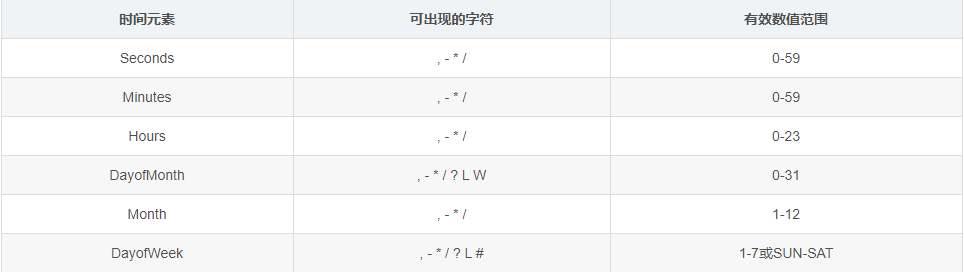 时间元素 可出现的字符 有效数值范围
Seconds , - * / 0-59
Minutes , - * / 0-59
Hours , - * / 0-23
DayofMonth , - * / ? L W 0-31
Month , - * / 1-12
DayofWeek , - * / ? L # 1-7或SUN-SAT